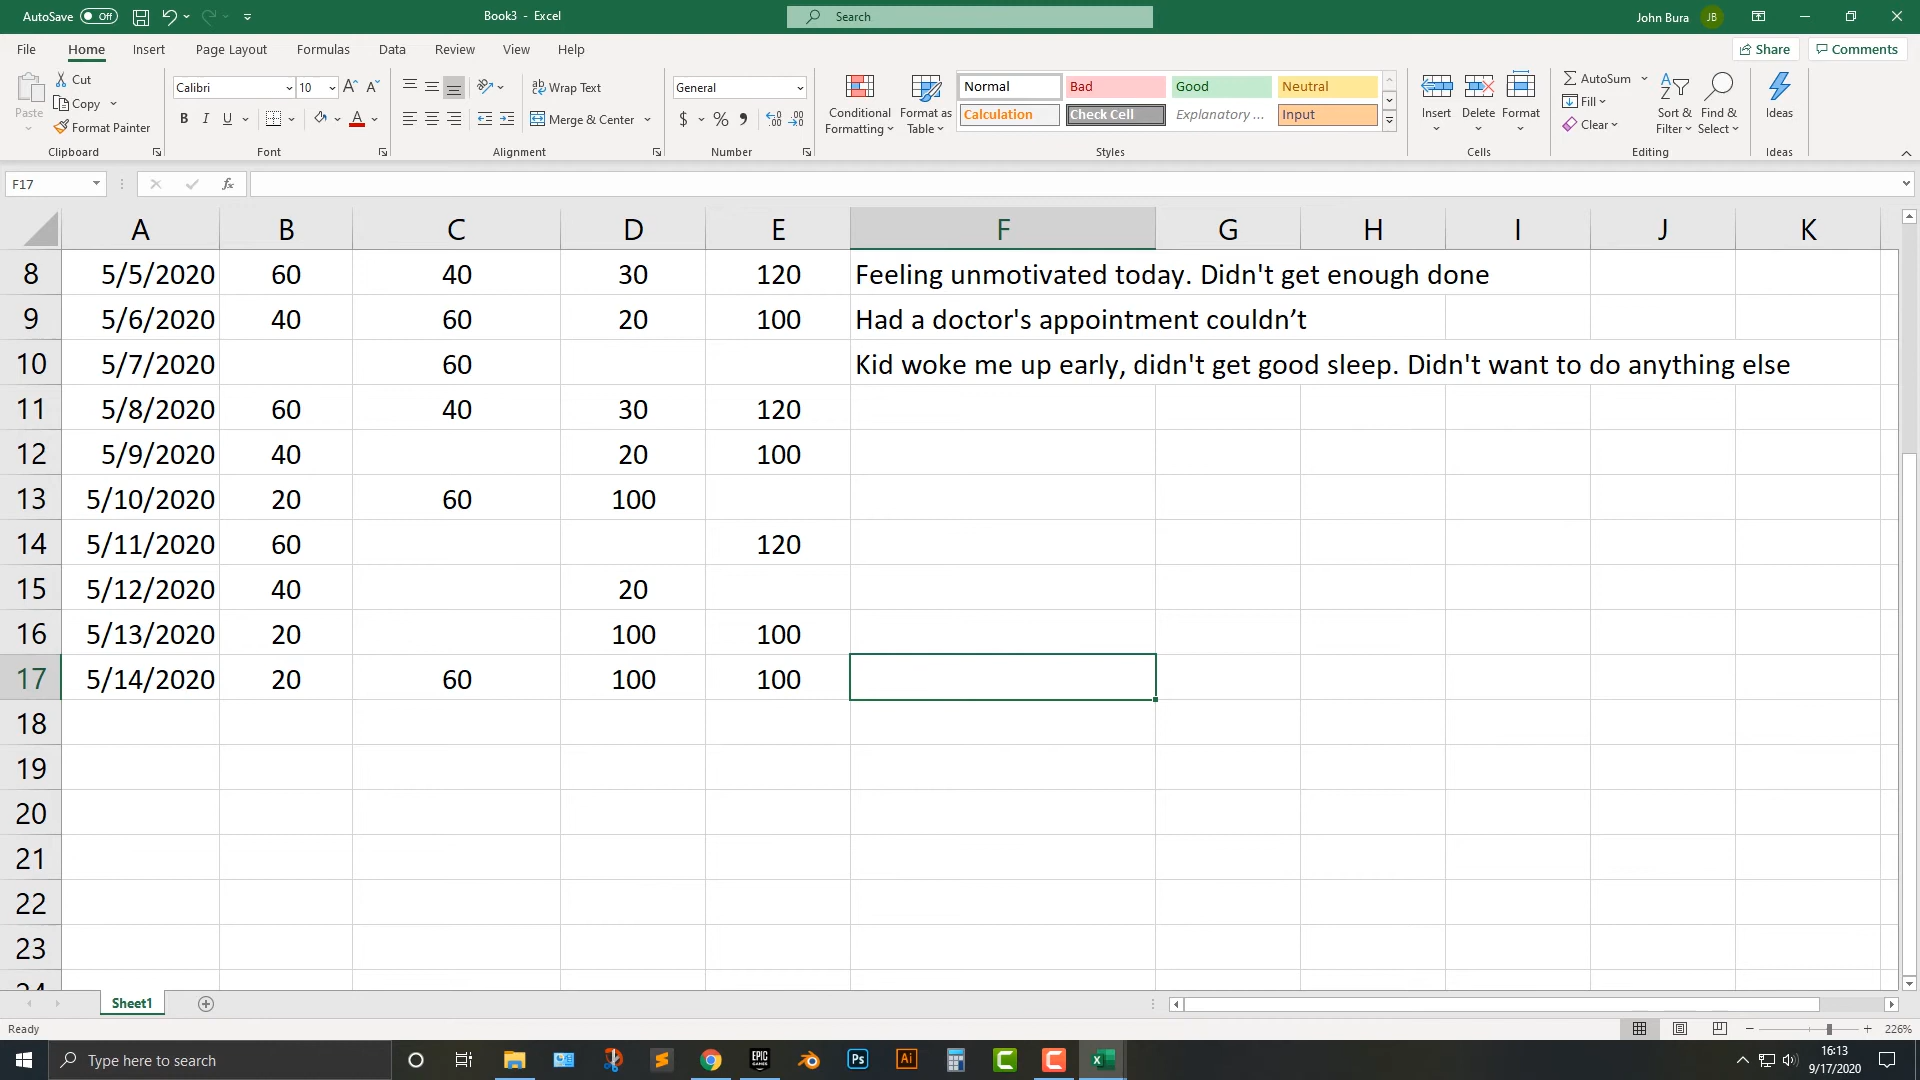 AutoSave Off Book3 - Excel Search John Bura JB
File Home Insert Page Layout Formulas Data Review View Help Share Comments
Paste Cut Copy Format Painter Clipboard
Calibri 10 A A B I U A Font
ab Wrap Text Merge & Center Alignment
General $ % Number
Conditional Formatting Format as Table
Normal Bad Good Neutral
Calculation Check Cell Explanatory ... Input
Styles
Insert Delete Format Cells
AutoSum Fill Clear Sort & Filter Find & Select Editing
Ideas Ideas
F17 fx
A B C D E F G H I J K
8 5/5/2020 60 40 30 120 Feeling unmotivated today. Didn't get enough done
9 5/6/2020 40 60 20 100 Had a doctor's appointment couldn’t
10 5/7/2020 60 Kid woke me up early, didn't get good sleep. Didn't want to do anything else
11 5/8/2020 60 40 30 120
12 5/9/2020 40 20 100
13 5/10/2020 20 60 100
14 5/11/2020 60 120
15 5/12/2020 40 20
16 5/13/2020 20 100 100
17 5/14/2020 20 60 100 100
18
19
20
21
22
23
24
Sheet1
Ready 226%
Type here to search EPIC GAMES Ps Ai 16:13
9/17/2020